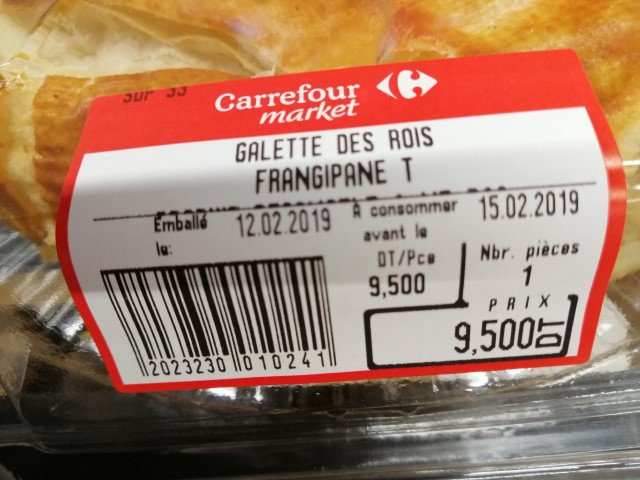 Carrefour
market
GALETTE DES ROIS
FRANGIPANE T
Emballé le: 12.02.2019
A consommer avant le 15.02.2019
DT/Pce
9,500
Nbr. pièces
1
PRIX
9,500 DT
2023230 010241